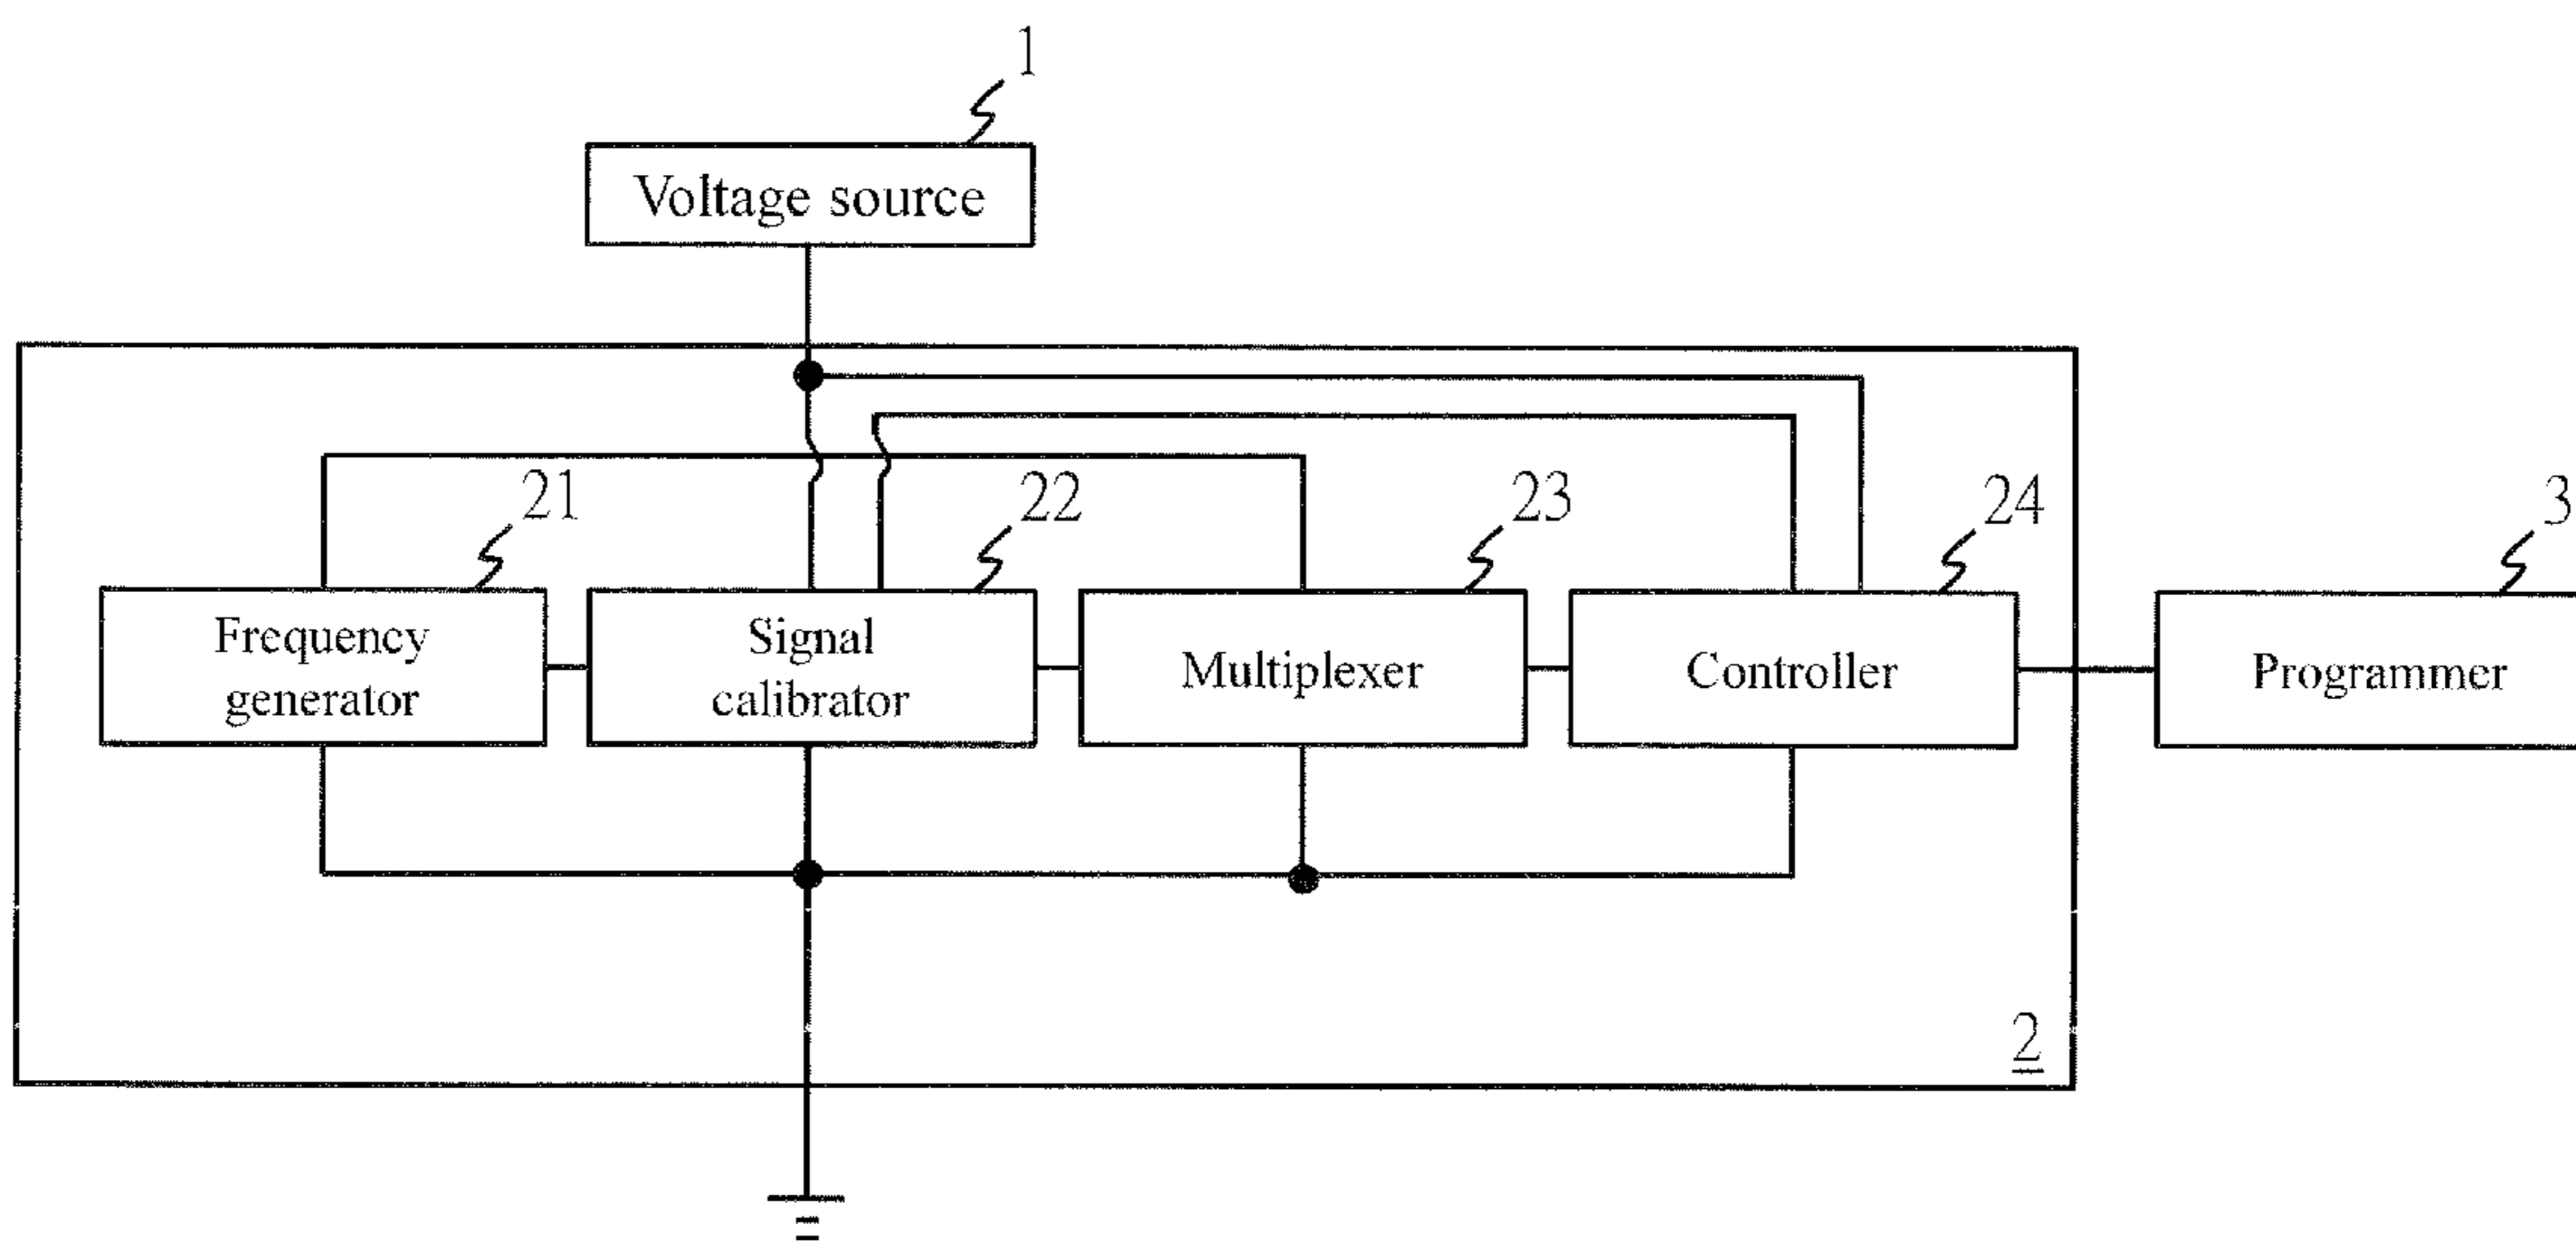 1
Voltage source
21
22
23
24
3
Frequency
generator
Signal
calibrator
Multiplexer
Controller
Programmer
2